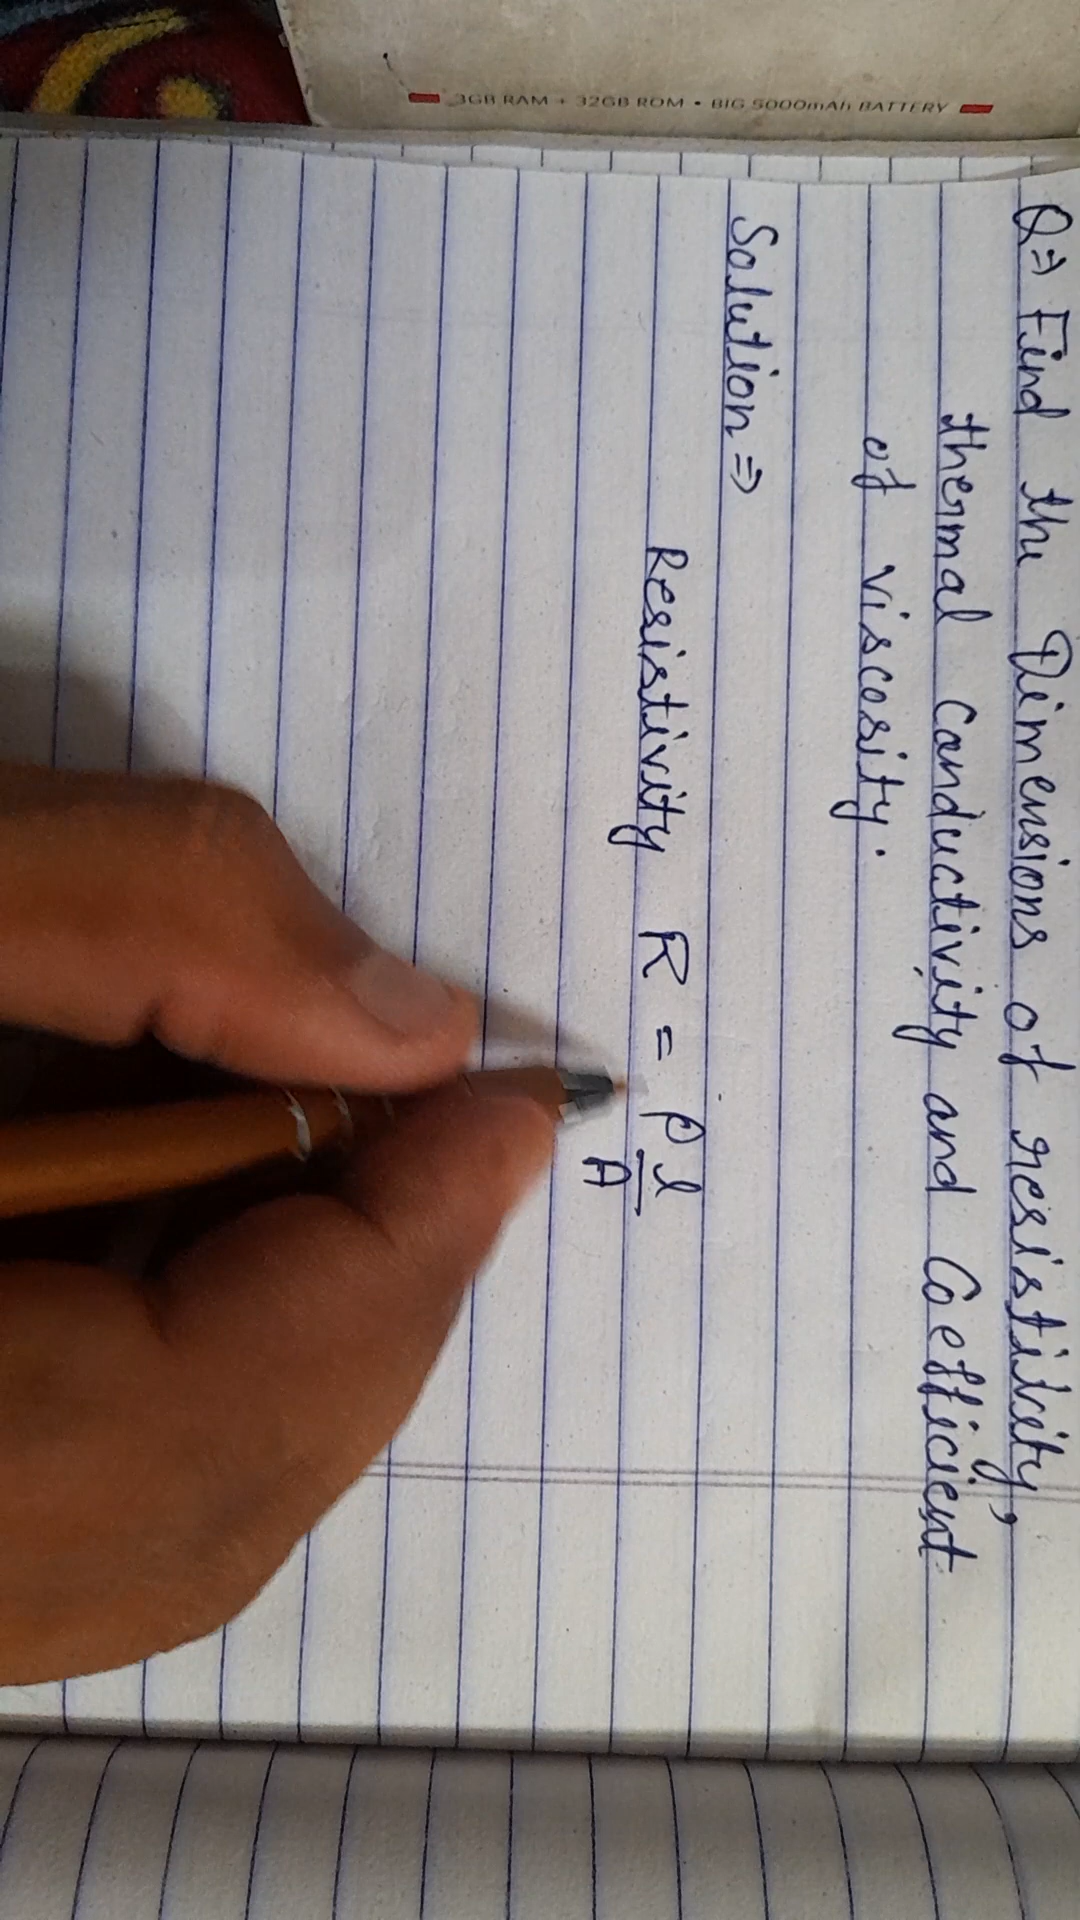 3GB RAM + 32GB ROM • BIG 5000mAh BATTERY
Q⇒ Find the Dimensions of resistivity,
thermal conductivity and Coefficient
of viscosity.
Solution ⇒
Resistivity R = ρl
A